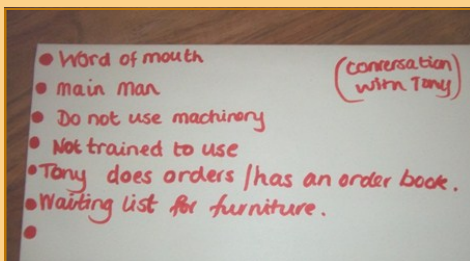 • Word of mouth
(conversation
with Tony)
• main man
• Do not use machinery
• Not trained to use
• Tony does orders / has an order book.
• Waiting list for furniture.
•